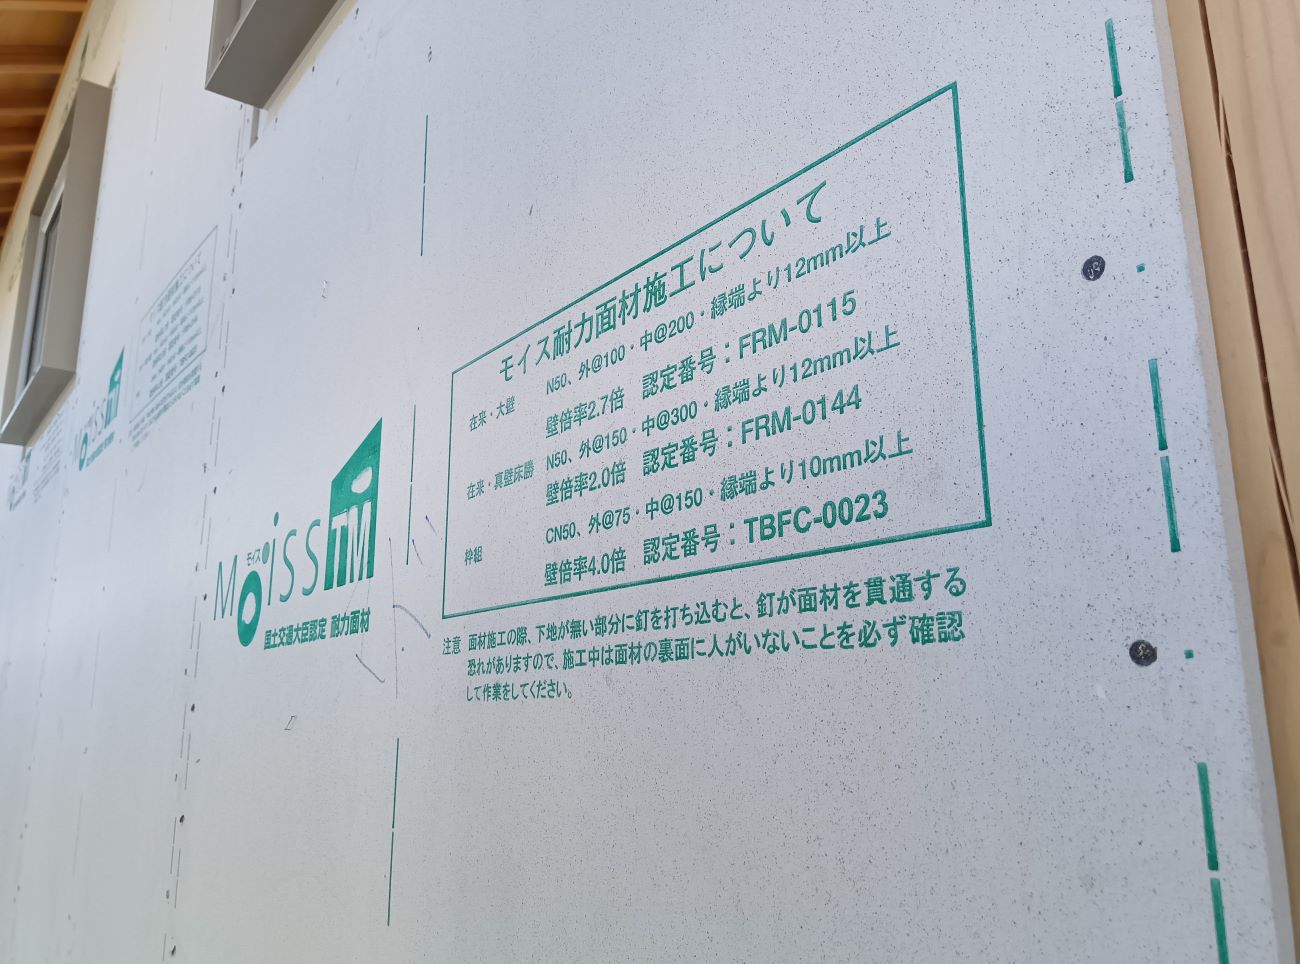 モイス耐力面材施工について
在来・大壁 N50、外@100・中@200・縁端より12mm以上
壁倍率2.7倍 認定番号：FRM-0115
在来・真壁床勝 N50、外@150・中@300・縁端より12mm以上
壁倍率2.0倍 認定番号：FRM-0144
枠組 CN50、外@75・中@150・縁端より10mm以上
壁倍率4.0倍 認定番号：TBFC-0023
モイス
MoissTM
国土交通大臣認定 耐力面材
注意 面材施工の際、下地が無い部分に釘を打ち込むと、釘が面材を貫通する
恐れがありますので、施工中は面材の裏面に人がいないことを必ず確認
して作業をしてください。